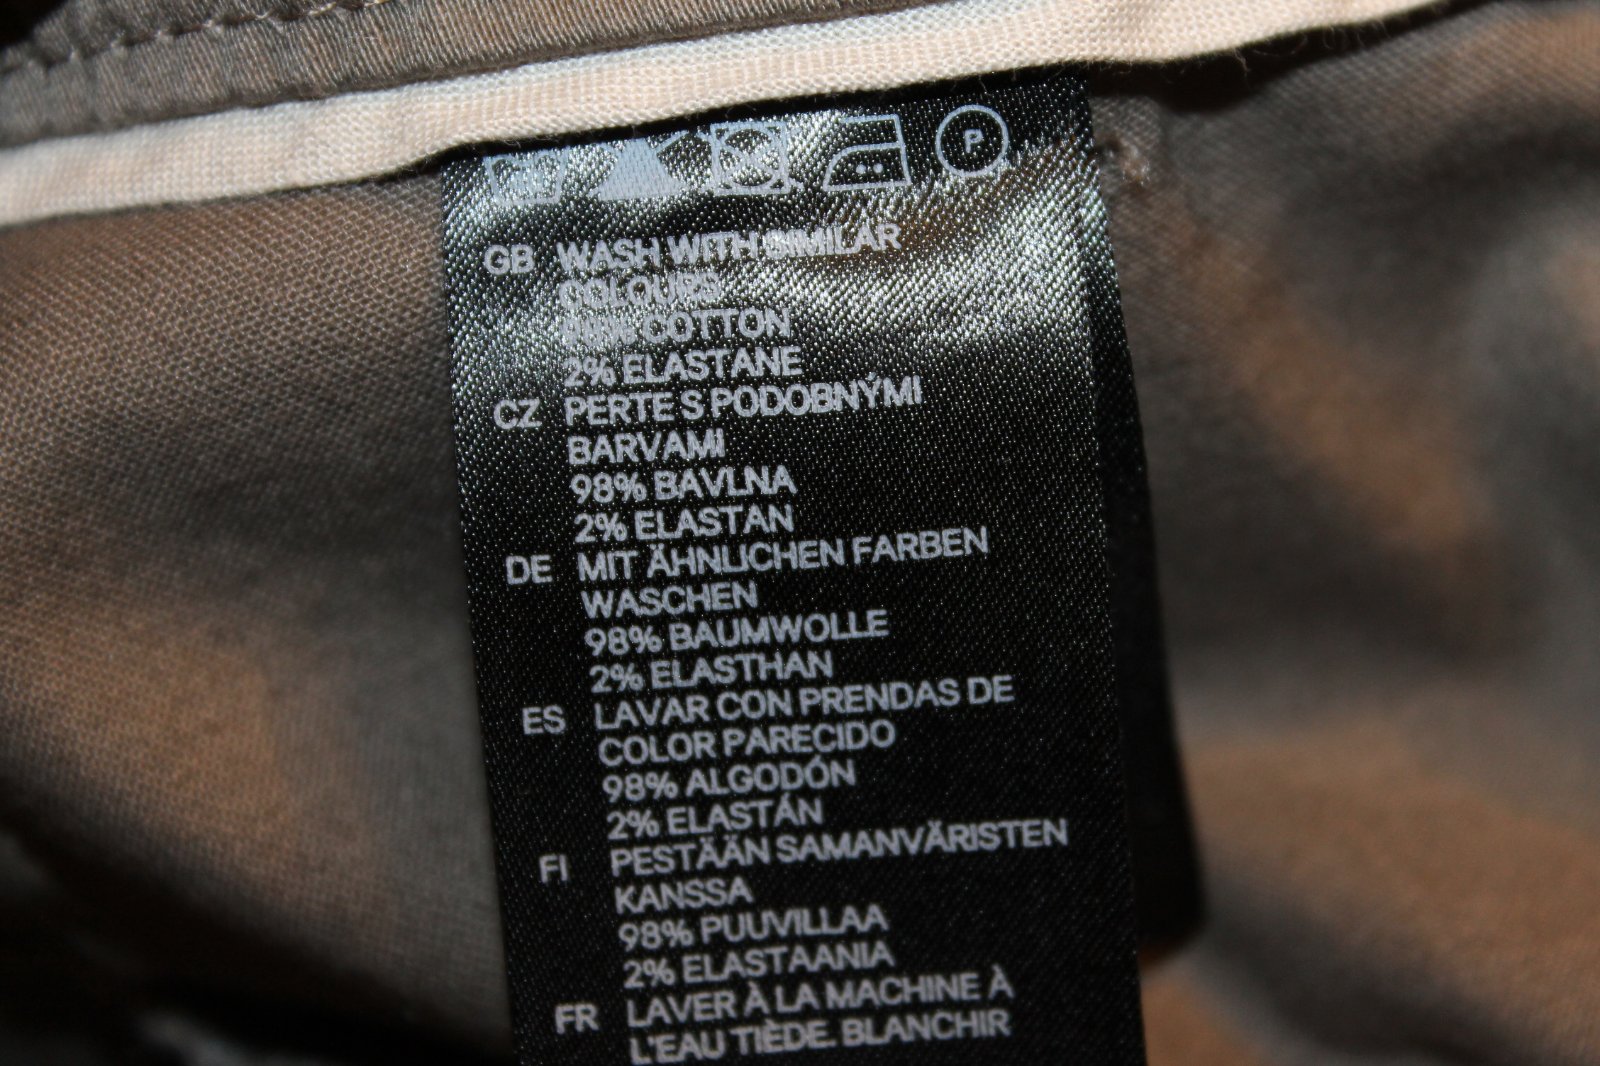 P
GB WASH WITH SIMILAR
COLOURS
98% COTTON
2% ELASTANE
CZ PERTE S PODOBNÝMI
BARVAMI
98% BAVLNA
2% ELASTAN
DE MIT ÄHNLICHEN FARBEN
WASCHEN
98% BAUMWOLLE
2% ELASTHAN
ES LAVAR CON PRENDAS DE
COLOR PARECIDO
98% ALGODÓN
2% ELASTÁN
FI PESTÄÄN SAMANVÄRISTEN
KANSSA
98% PUUVILLAA
2% ELASTAANIA
FR LAVER À LA MACHINE À
L'EAU TIÈDE. BLANCHIR